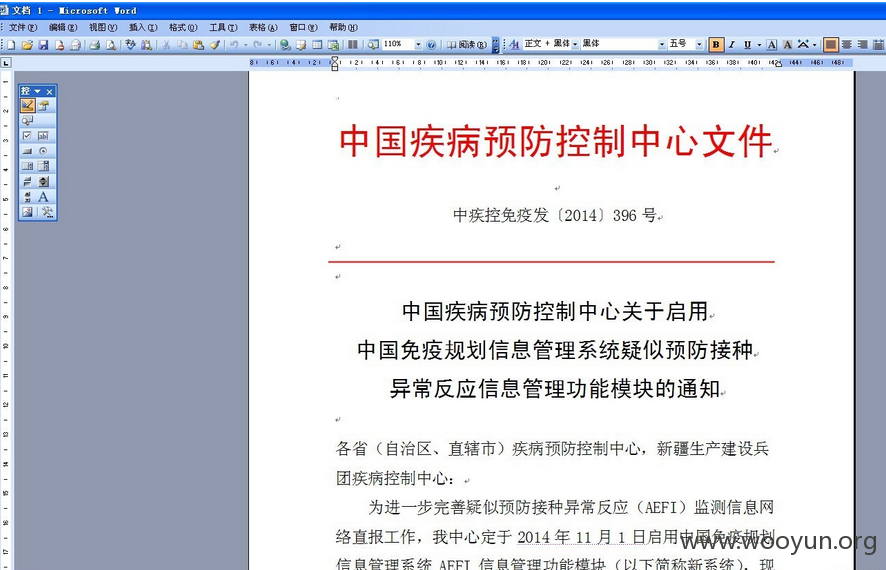 文档 1 - Microsoft Word
文件(F) 编辑(E) 视图(V) 插入(I) 格式(O) 工具(T) 表格(A) 窗口(W) 帮助(H)
110% 阅读(R) 正文 + 黑体 黑体 五号 B I U A A
控
中国疾病预防控制中心文件
中疾控免疫发〔2014〕396 号
中国疾病预防控制中心关于启用
中国免疫规划信息管理系统疑似预防接种
异常反应信息管理功能模块的通知
各省（自治区、直辖市）疾病预防控制中心，新疆生产建设兵
团疾病控制中心：
为进一步完善疑似预防接种异常反应（AEFI）监测信息网
络直报工作，我中心定于 2014 年 11 月 1 日启用中国免疫规划
信息管理系统 AEFI 信息管理功能模块（以下简称新系统）。现
www.wooyun.org